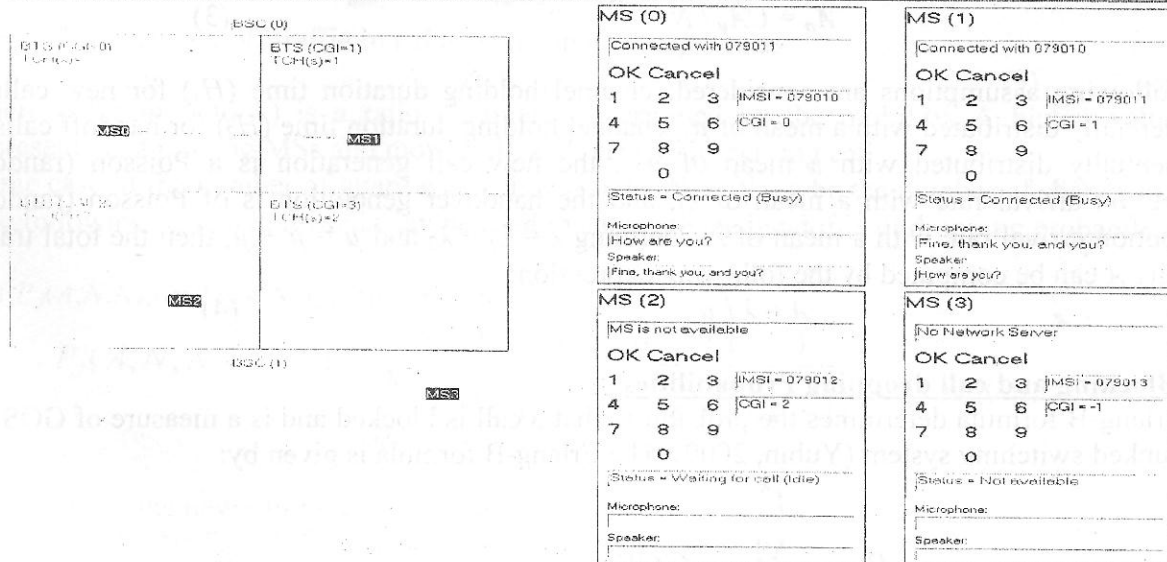 BSC (0)
BTS (CGI=0)
BTS (CGI=1)
TCH(s)=1
MS0
MS1
BTS (CGI=3)
TCH(s)=2
MS2
BSC (1)
MS3
MS (0)
Connected with 079011
OK Cancel
1 2 3 IMSI = 079010
4 5 6 CGI = 0
7 8 9
0
Status = Connected (Busy)
Microphone:
How are you?
Speaker:
Fine, thank you, and you?
MS (1)
Connected with 079010
OK Cancel
1 2 3 IMSI = 079011
4 5 6 CGI = 1
7 8 9
0
Status = Connected (Busy)
Microphone:
Fine, thank you, and you?
Speaker:
How are you?
MS (2)
MS is not available
OK Cancel
1 2 3 IMSI = 079012
4 5 6 CGI = 2
7 8 9
0
Status = Waiting for call (Idle)
Microphone:
Speaker:
MS (3)
No Network Server
OK Cancel
1 2 3 IMSI = 079013
4 5 6 CGI = -1
7 8 9
0
Status = Not available
Microphone:
Speaker: